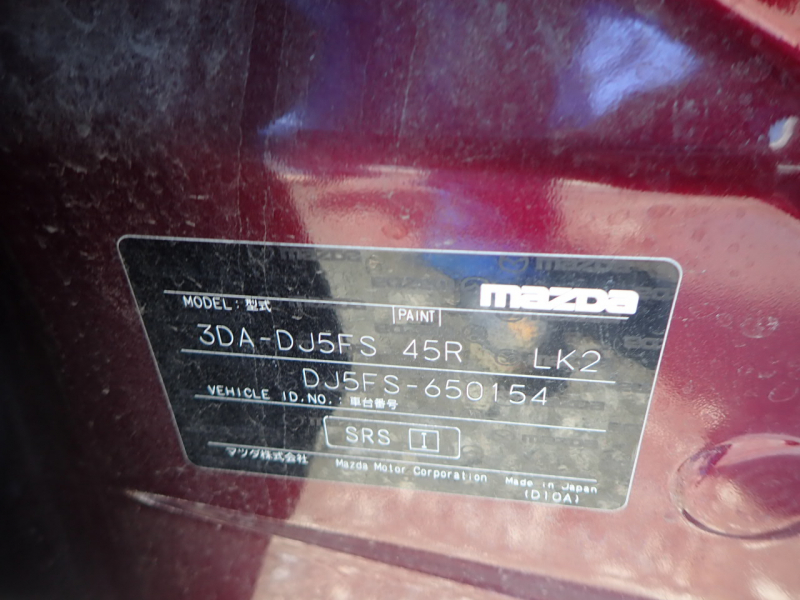 mazda
MODEL : 型式
PAINT
3DA-DJ5FS 45R LK2
DJ5FS-650154
VEHICLE ID.NO. : 車台番号
SRS I
マツダ株式会社 Mazda Motor Corporation Made in Japan
(D10A)